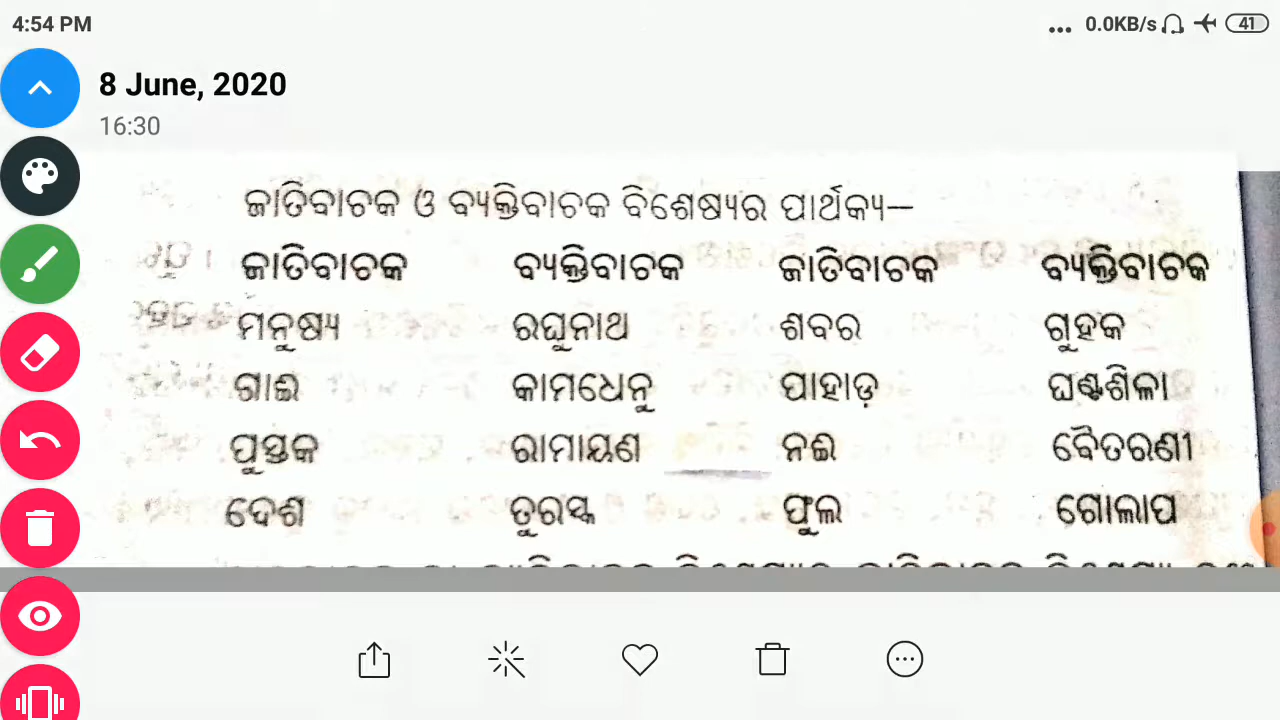 4:54 PM ... 0.0KB/s 41
8 June, 2020
16:30
ଜାତିବାଚକ ଓ ବ୍ୟକ୍ତିବାଚକ ବିଶେଷ୍ୟର ପାର୍ଥକ୍ୟ—
ଜାତିବାଚକ ବ୍ୟକ୍ତିବାଚକ ଜାତିବାଚକ ବ୍ୟକ୍ତିବାଚକ
ମନୁଷ୍ୟ ରଘୁନାଥ ଶବର ଗୁହକ
ଗାଈ କାମଧେନୁ ପାହାଡ଼ ଘଣ୍ଟଶିଳା
ପୁସ୍ତକ ରାମାୟଣ ନଈ ବୈତରଣୀ
ଦେଶ ତୁରସ୍କ ଫୁଲ ଗୋଲାପ